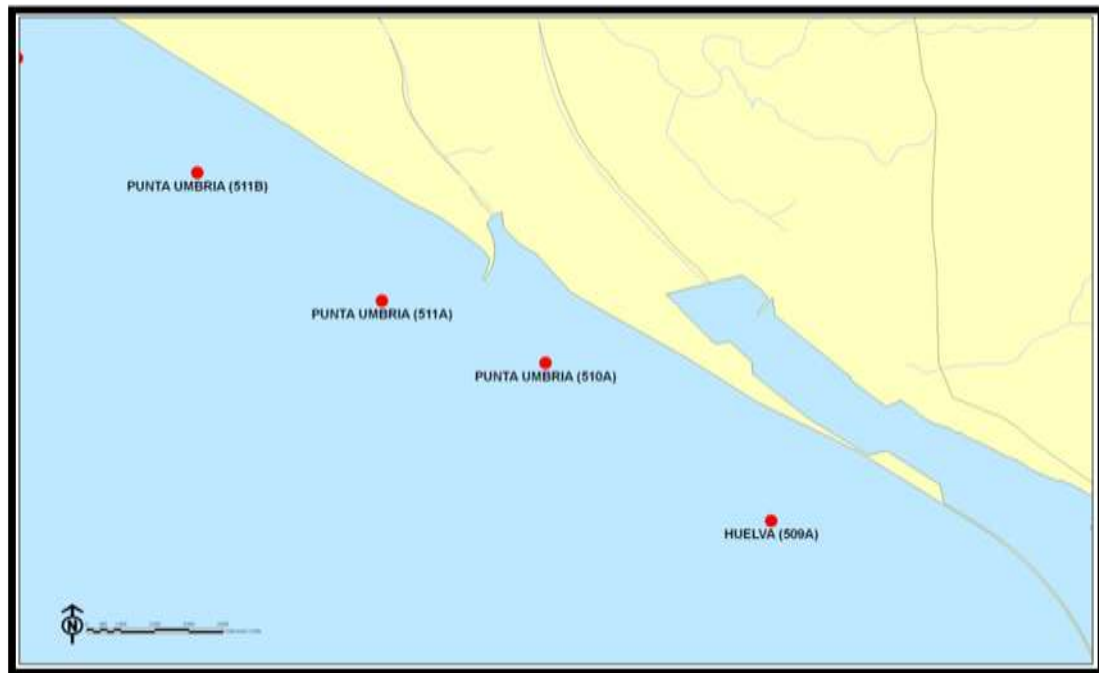 PUNTA UMBRIA (511B)
PUNTA UMBRIA (511A)
PUNTA UMBRIA (510A)
HUELVA (509A)
N